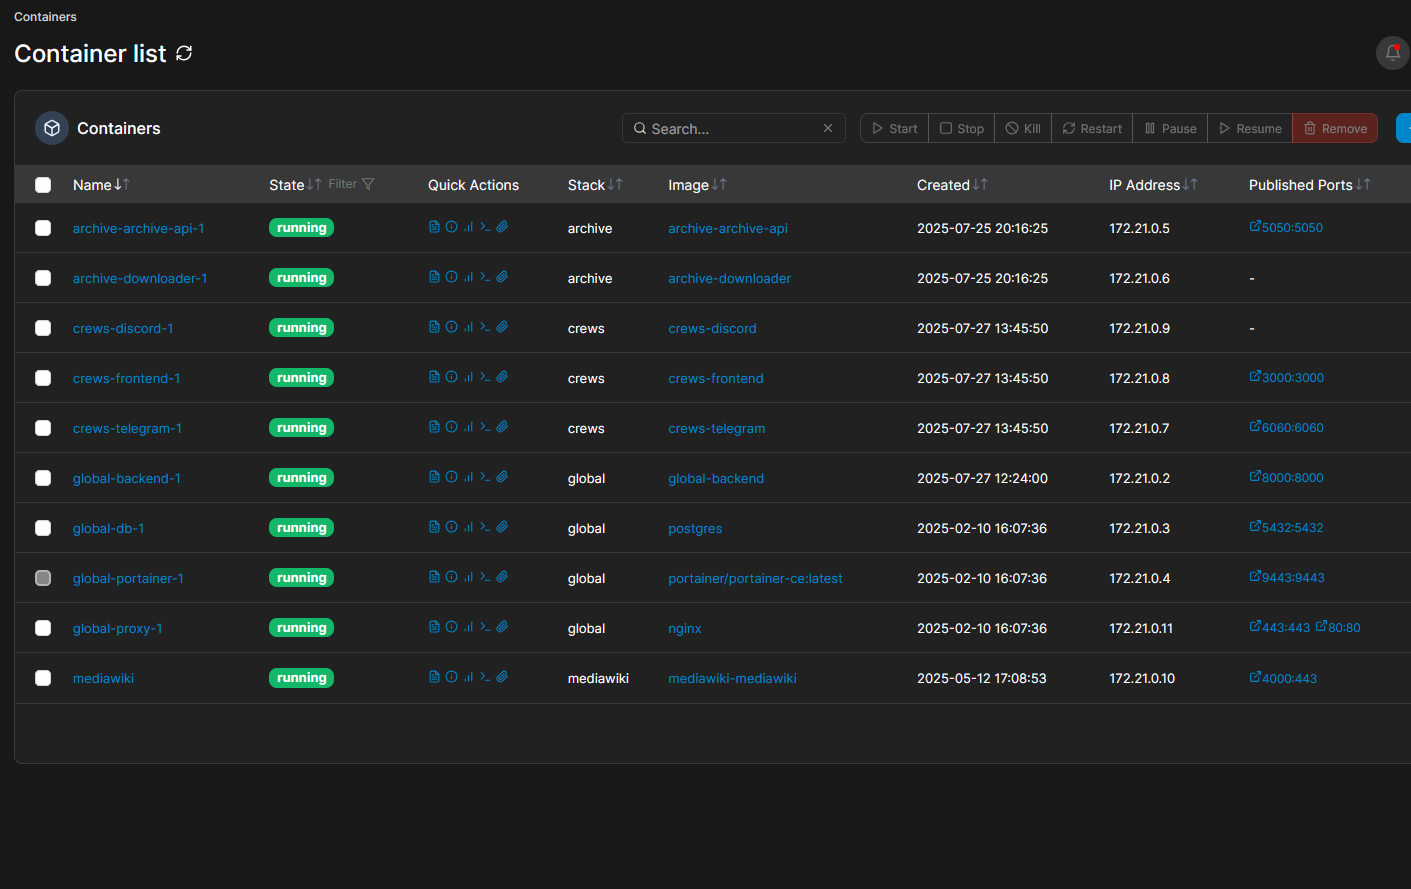 Containers
Container list
Containers
Search...
Start Stop Kill Restart Pause Resume Remove
Name State Filter Quick Actions Stack Image Created IP Address Published Ports
archive-archive-api-1 running archive archive-archive-api 2025-07-25 20:16:25 172.21.0.5 5050:5050
archive-downloader-1 running archive archive-downloader 2025-07-25 20:16:25 172.21.0.6 -
crews-discord-1 running crews crews-discord 2025-07-27 13:45:50 172.21.0.9 -
crews-frontend-1 running crews crews-frontend 2025-07-27 13:45:50 172.21.0.8 3000:3000
crews-telegram-1 running crews crews-telegram 2025-07-27 13:45:50 172.21.0.7 6060:6060
global-backend-1 running global global-backend 2025-07-27 12:24:00 172.21.0.2 8000:8000
global-db-1 running global postgres 2025-02-10 16:07:36 172.21.0.3 5432:5432
global-portainer-1 running global portainer/portainer-ce:latest 2025-02-10 16:07:36 172.21.0.4 9443:9443
global-proxy-1 running global nginx 2025-02-10 16:07:36 172.21.0.11 443:443 80:80
mediawiki running mediawiki mediawiki-mediawiki 2025-05-12 17:08:53 172.21.0.10 4000:443